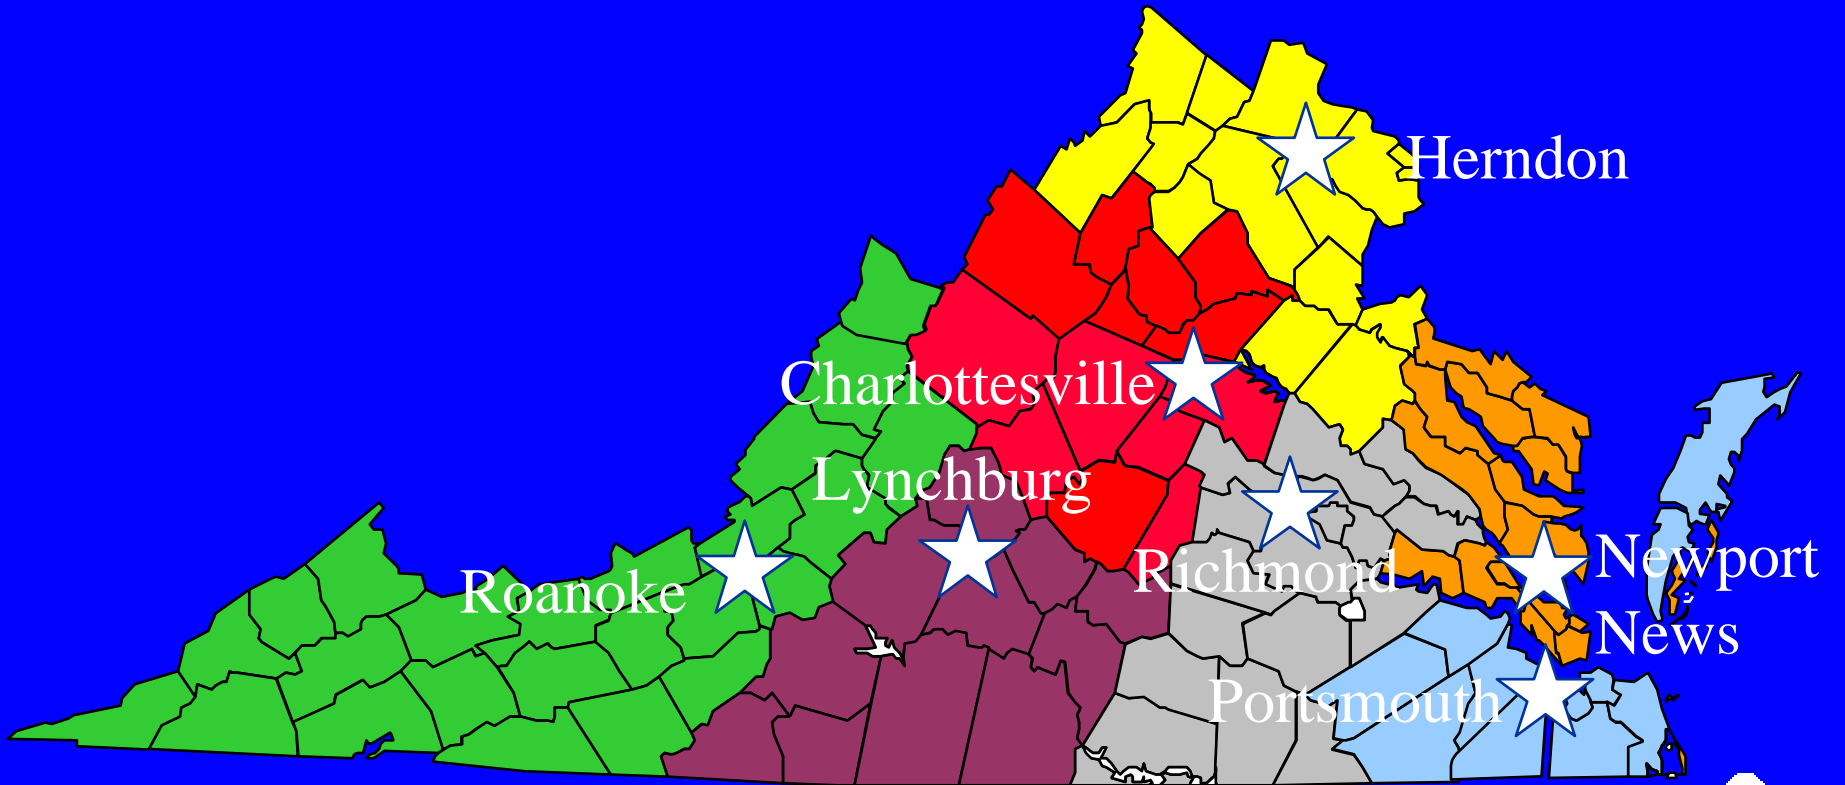 Herndon
Charlottesville
Lynchburg
Roanoke
Richmond
Newport
News
Portsmouth